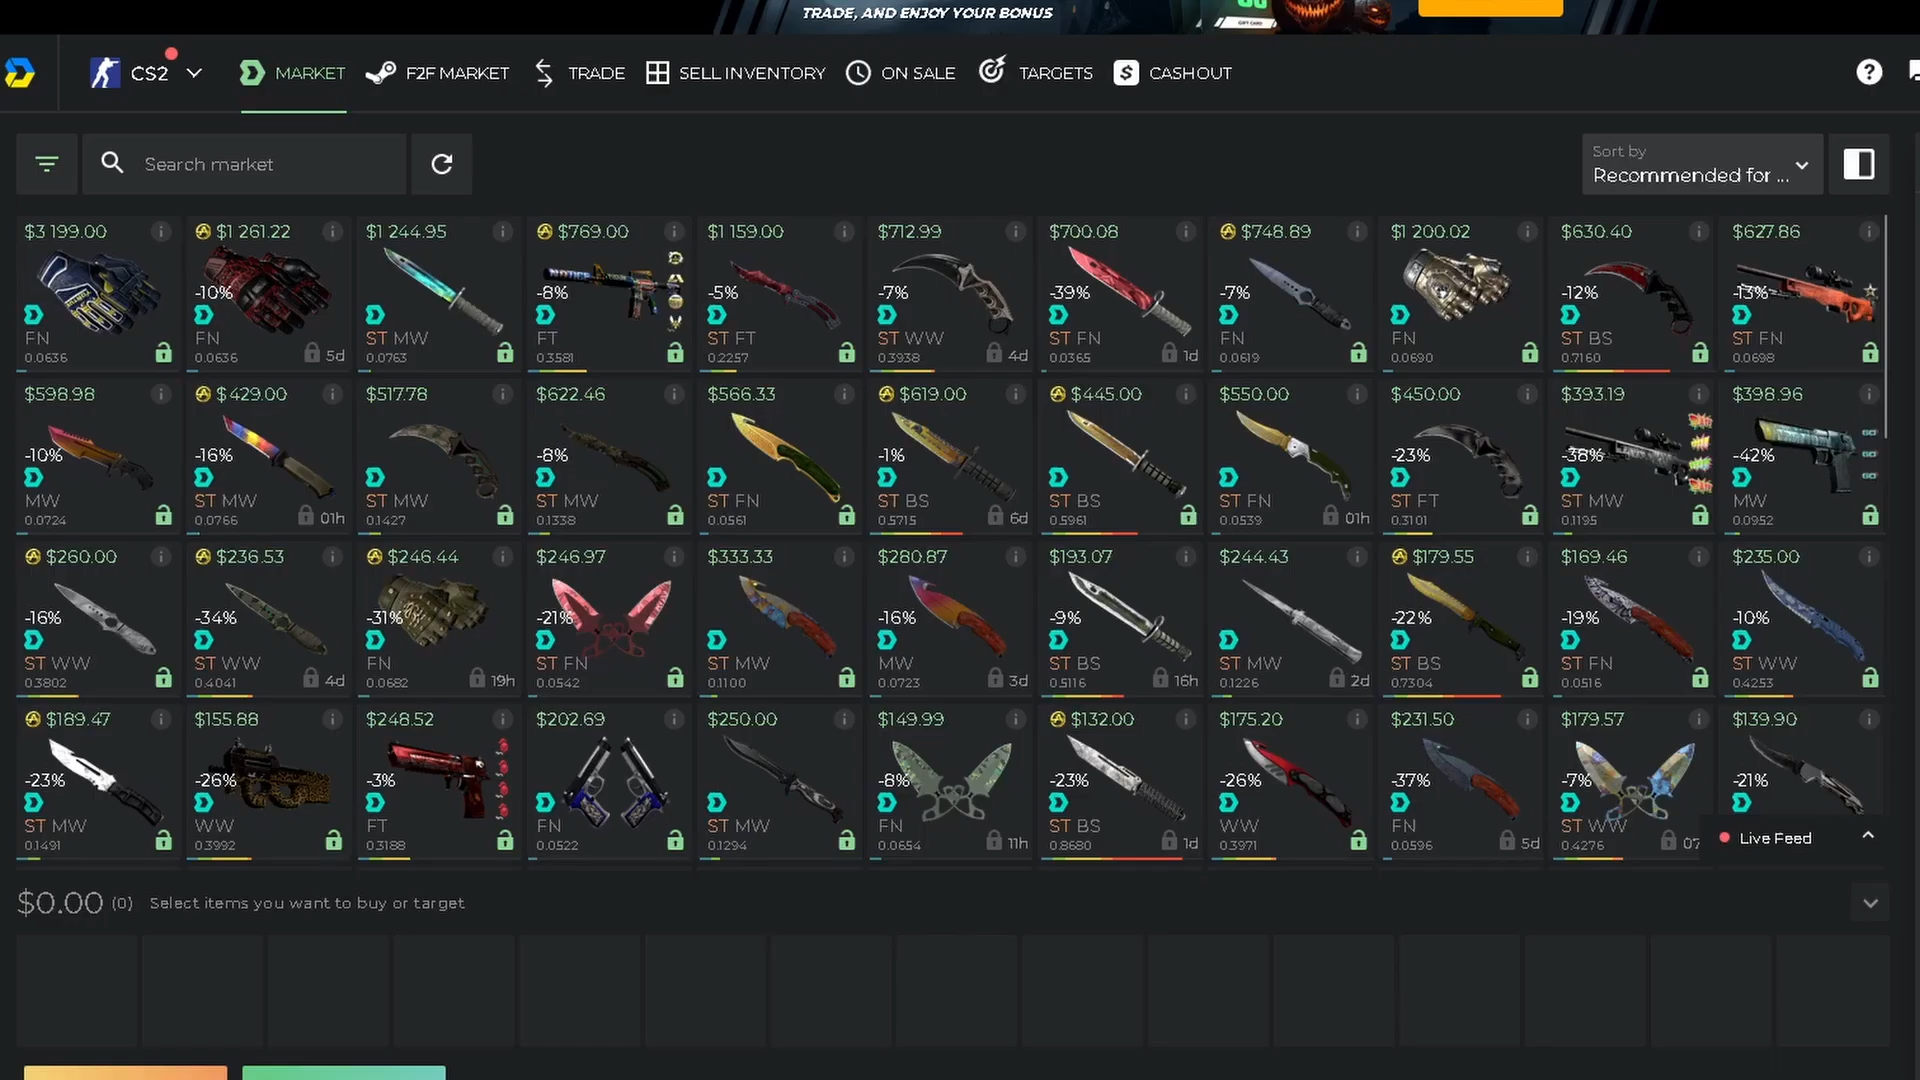 TRADE, AND ENJOY YOUR BONUS
GIFT CARD
CS2 MARKET F2F MARKET TRADE SELL INVENTORY ON SALE TARGETS CASHOUT
Search market
Sort by
Recommended for ...
$3 199.00 $1 261.22 $1 244.95 $769.00 $1 159.00 $712.99 $700.08 $748.89 $1 200.02 $630.40 $627.86
-10% -8% -5% -7% -39% -7% -12% -13%
FN FN ST MW FT ST FT ST WW ST FN FN FN ST BS ST FN
0.0636 0.0636 5d 0.0763 0.3581 0.2257 0.3938 4d 0.0365 1d 0.0619 0.0690 0.7160 0.0698
$598.98 $429.00 $517.78 $622.46 $566.33 $619.00 $445.00 $550.00 $450.00 $393.19 $398.96
-10% -16% -8% -1% -23% -38% -42%
MW ST MW ST MW ST MW ST FN ST BS ST BS ST FN ST FT ST MW MW
0.0724 0.0766 01h 0.1427 0.1338 0.0561 0.5715 6d 0.5961 0.0539 01h 0.3101 0.1195 0.0952
$260.00 $236.53 $246.44 $246.97 $333.33 $280.87 $193.07 $244.43 $179.55 $169.46 $235.00
-16% -34% -31% -21% -16% -9% -22% -19% -10%
ST WW ST WW FN ST FN ST MW MW ST BS ST MW ST BS ST FN ST WW
0.3802 0.4041 4d 0.0682 19h 0.0542 0.1100 0.0723 3d 0.5116 16h 0.1226 2d 0.7304 0.0516 0.4253
$189.47 $155.88 $248.52 $202.69 $250.00 $149.99 $132.00 $175.20 $231.50 $179.57 $139.90
-23% -26% -3% -8% -23% -26% -37% -7% -21%
ST MW WW FT FN ST MW FN ST BS WW FN ST WW
0.1491 0.3992 0.3188 0.0522 0.1294 0.0654 11h 0.8680 1d 0.3971 0.0596 5d 0.4276 07
Live Feed
$0.00 (0) Select items you want to buy or target